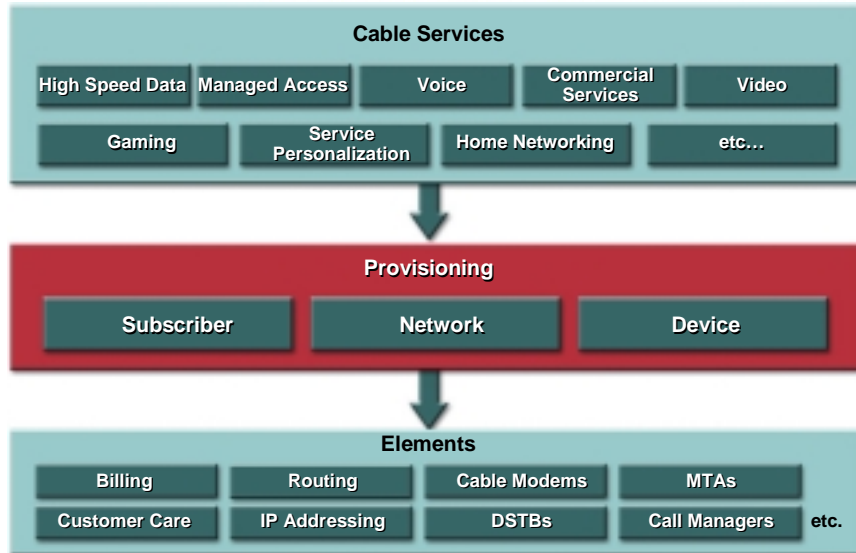 Cable Services
High Speed Data
Managed Access
Voice
Commercial
Services
Video
Gaming
Service
Personalization
Home Networking
etc…
Provisioning
Subscriber
Network
Device
Elements
Billing
Routing
Cable Modems
MTAs
Customer Care
IP Addressing
DSTBs
Call Managers
etc.